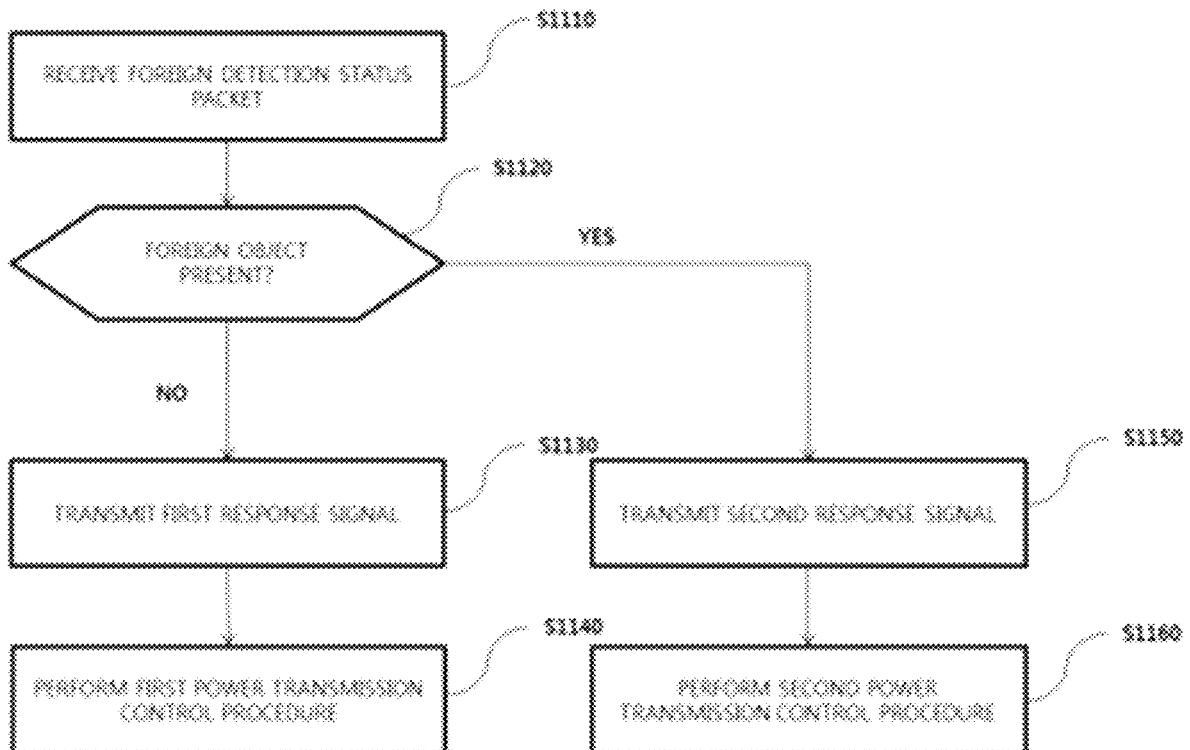 S1110
RECEIVE FOREIGN DETECTION STATUS
PACKET
S1120
FOREIGN OBJECT
PRESENT?
YES
NO
S1130
TRANSMIT FIRST RESPONSE SIGNAL
S1150
TRANSMIT SECOND RESPONSE SIGNAL
S1140
PERFORM FIRST POWER TRANSMISSION
CONTROL PROCEDURE
S1160
PERFORM SECOND POWER
TRANSMISSION CONTROL PROCEDURE